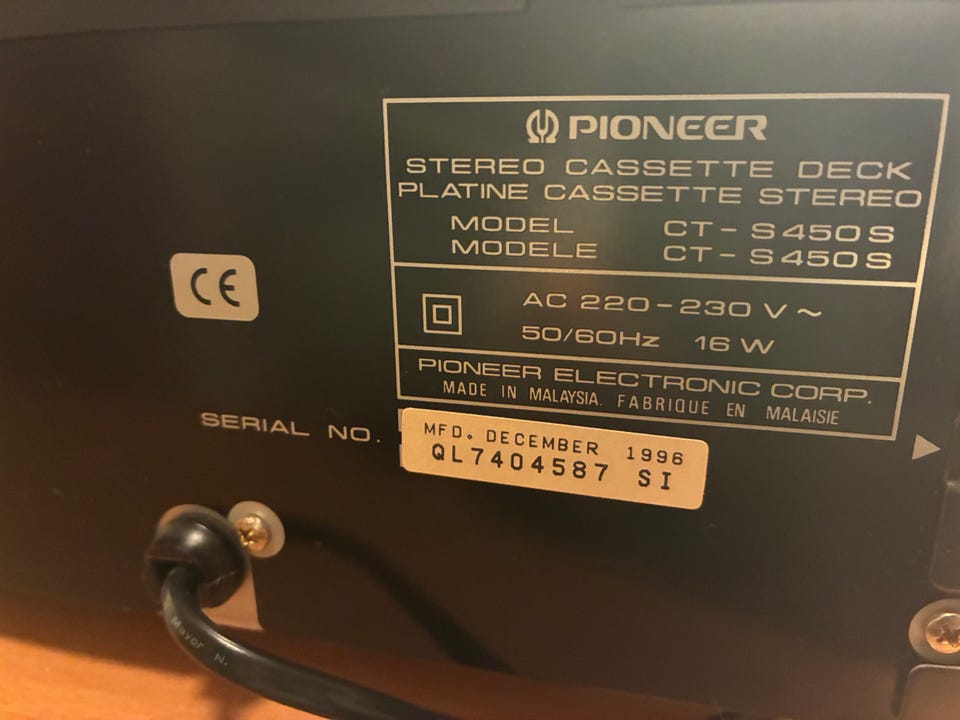 PIONEER
STEREO CASSETTE DECK
PLATINE CASSETTE STEREO
MODEL CT-S450S
MODELE CT-S450S
CE
AC 220-230 V ~
50/60Hz 16 W
PIONEER ELECTRONIC CORP.
MADE IN MALAYSIA. FABRIQUE EN MALAISIE
SERIAL NO.
MFD. DECEMBER 1996
QL7404587 SI
Mayor N.